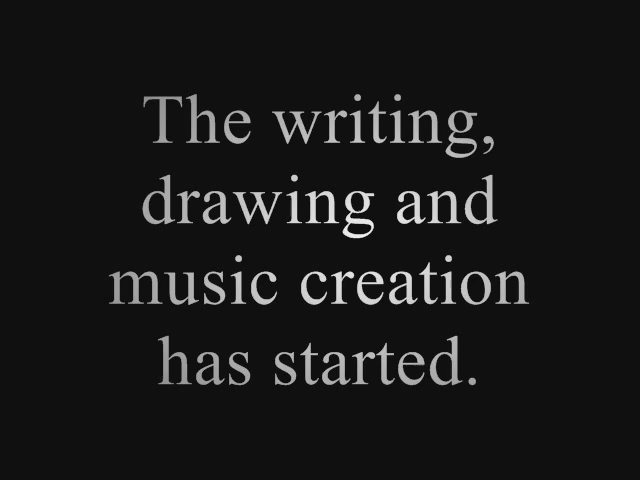 The writing,
drawing and
music creation
has started.